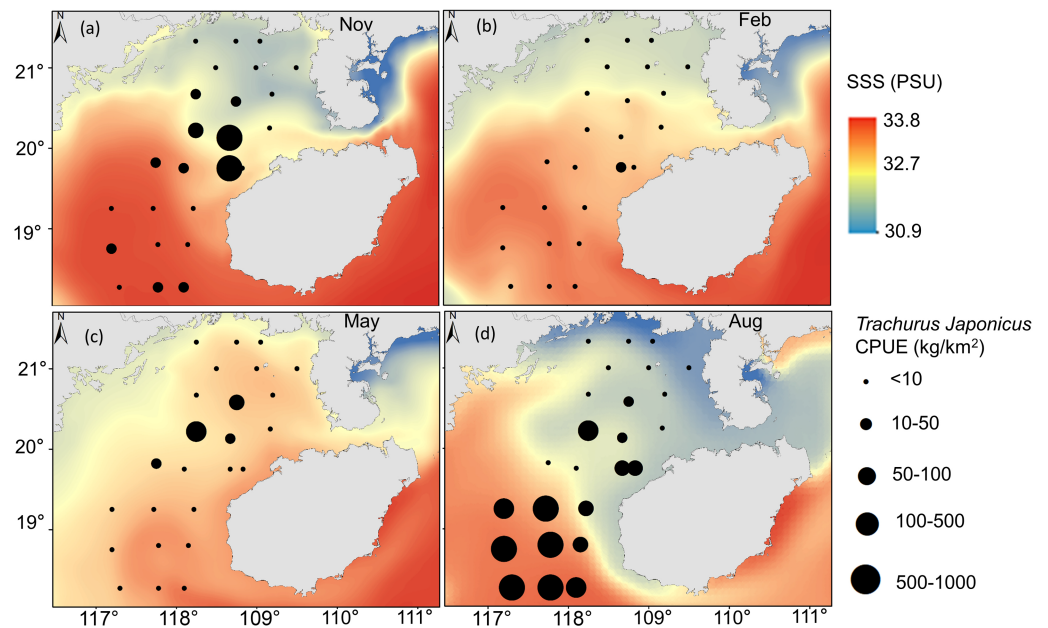 N
(a)
Nov
N
(b)
Feb
21°
20°
19°
SSS (PSU)
33.8
32.7
30.9
N
(c)
May
N
(d)
Aug
21°
20°
19°
117°
118°
109°
110°
111°
117°
118°
109°
110°
111°
Trachurus Japonicus
CPUE (kg/km²)
<10
10-50
50-100
100-500
500-1000